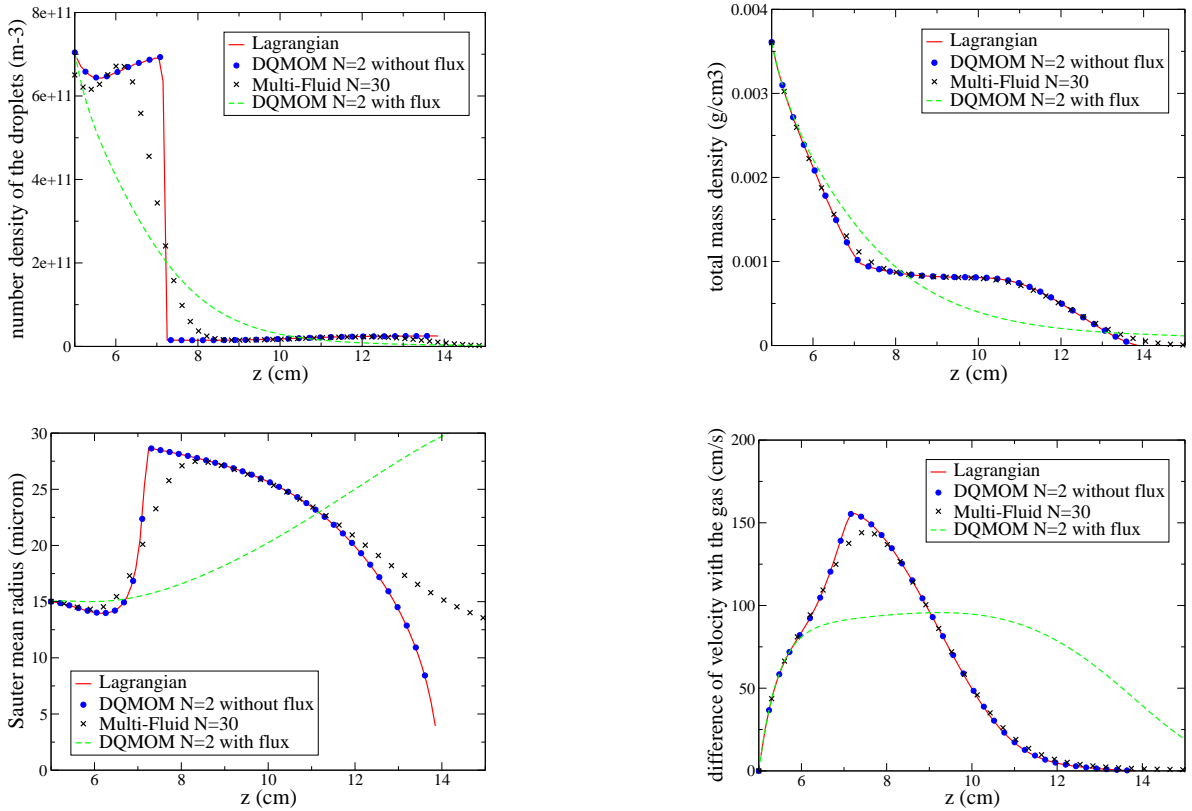 number density of the droplets (m-3)
8e+11
6e+11
4e+11
2e+11
0
Lagrangian
DQMOM N=2 without flux
Multi-Fluid N=30
DQMOM N=2 with flux
6 8 10 12 14
z (cm)
total mass density (g/cm3)
0.004
0.003
0.002
0.001
0
Lagrangian
DQMOM N=2 without flux
Multi-Fluid N=30
DQMOM N=2 with flux
6 8 10 12 14
z (cm)
Sauter mean radius (microm)
30
25
20
15
10
5
0
Lagrangian
DQMOM N=2 without flux
Multi-Fluid N=30
DQMOM N=2 with flux
6 8 10 12 14
z (cm)
difference of velocity with the gas (cm/s)
200
150
100
50
0
Lagrangian
DQMOM N=2 without flux
Multi-Fluid N=30
DQMOM N=2 with flux
6 8 10 12 14
z (cm)